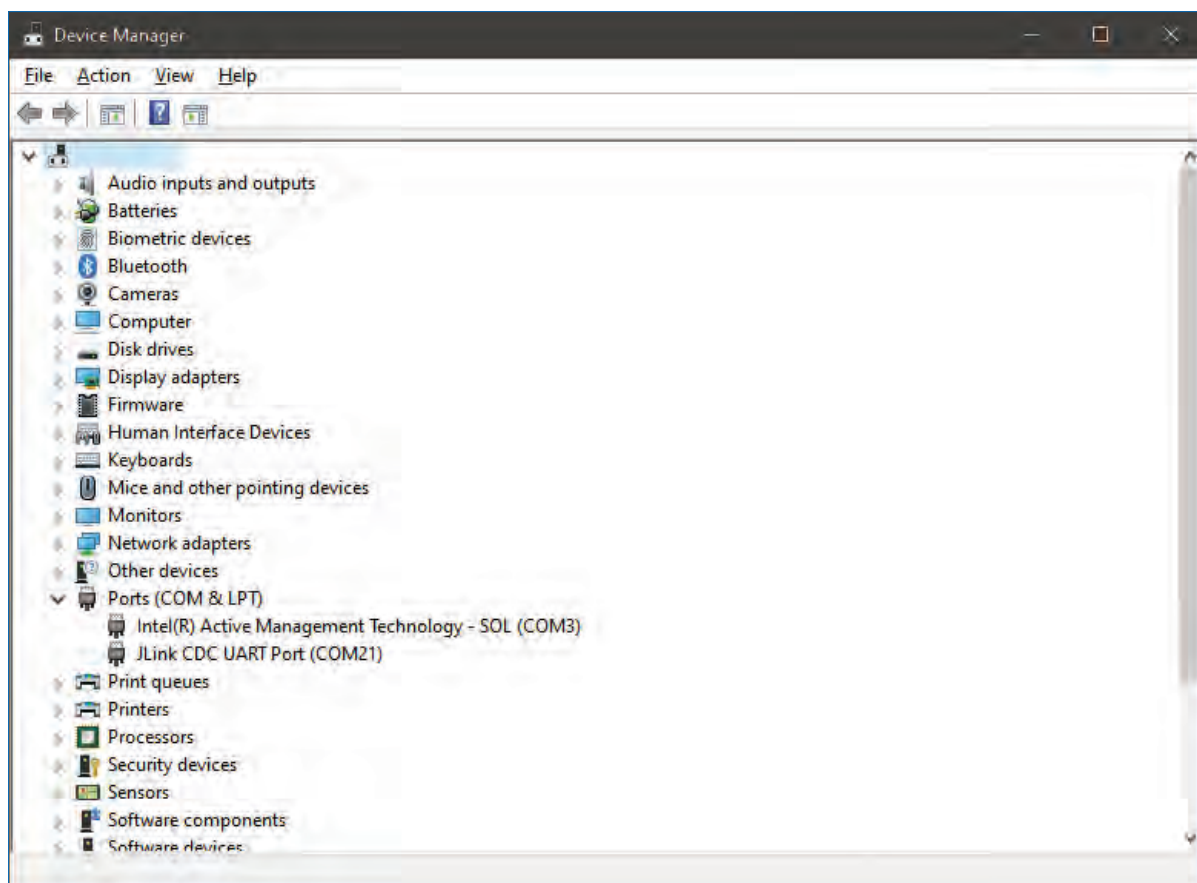 Device Manager
File Action View Help
Audio inputs and outputs
Batteries
Biometric devices
Bluetooth
Cameras
Computer
Disk drives
Display adapters
Firmware
Human Interface Devices
Keyboards
Mice and other pointing devices
Monitors
Network adapters
Other devices
Ports (COM & LPT)
Intel(R) Active Management Technology - SOL (COM3)
JLink CDC UART Port (COM21)
Print queues
Printers
Processors
Security devices
Sensors
Software components
Software devices